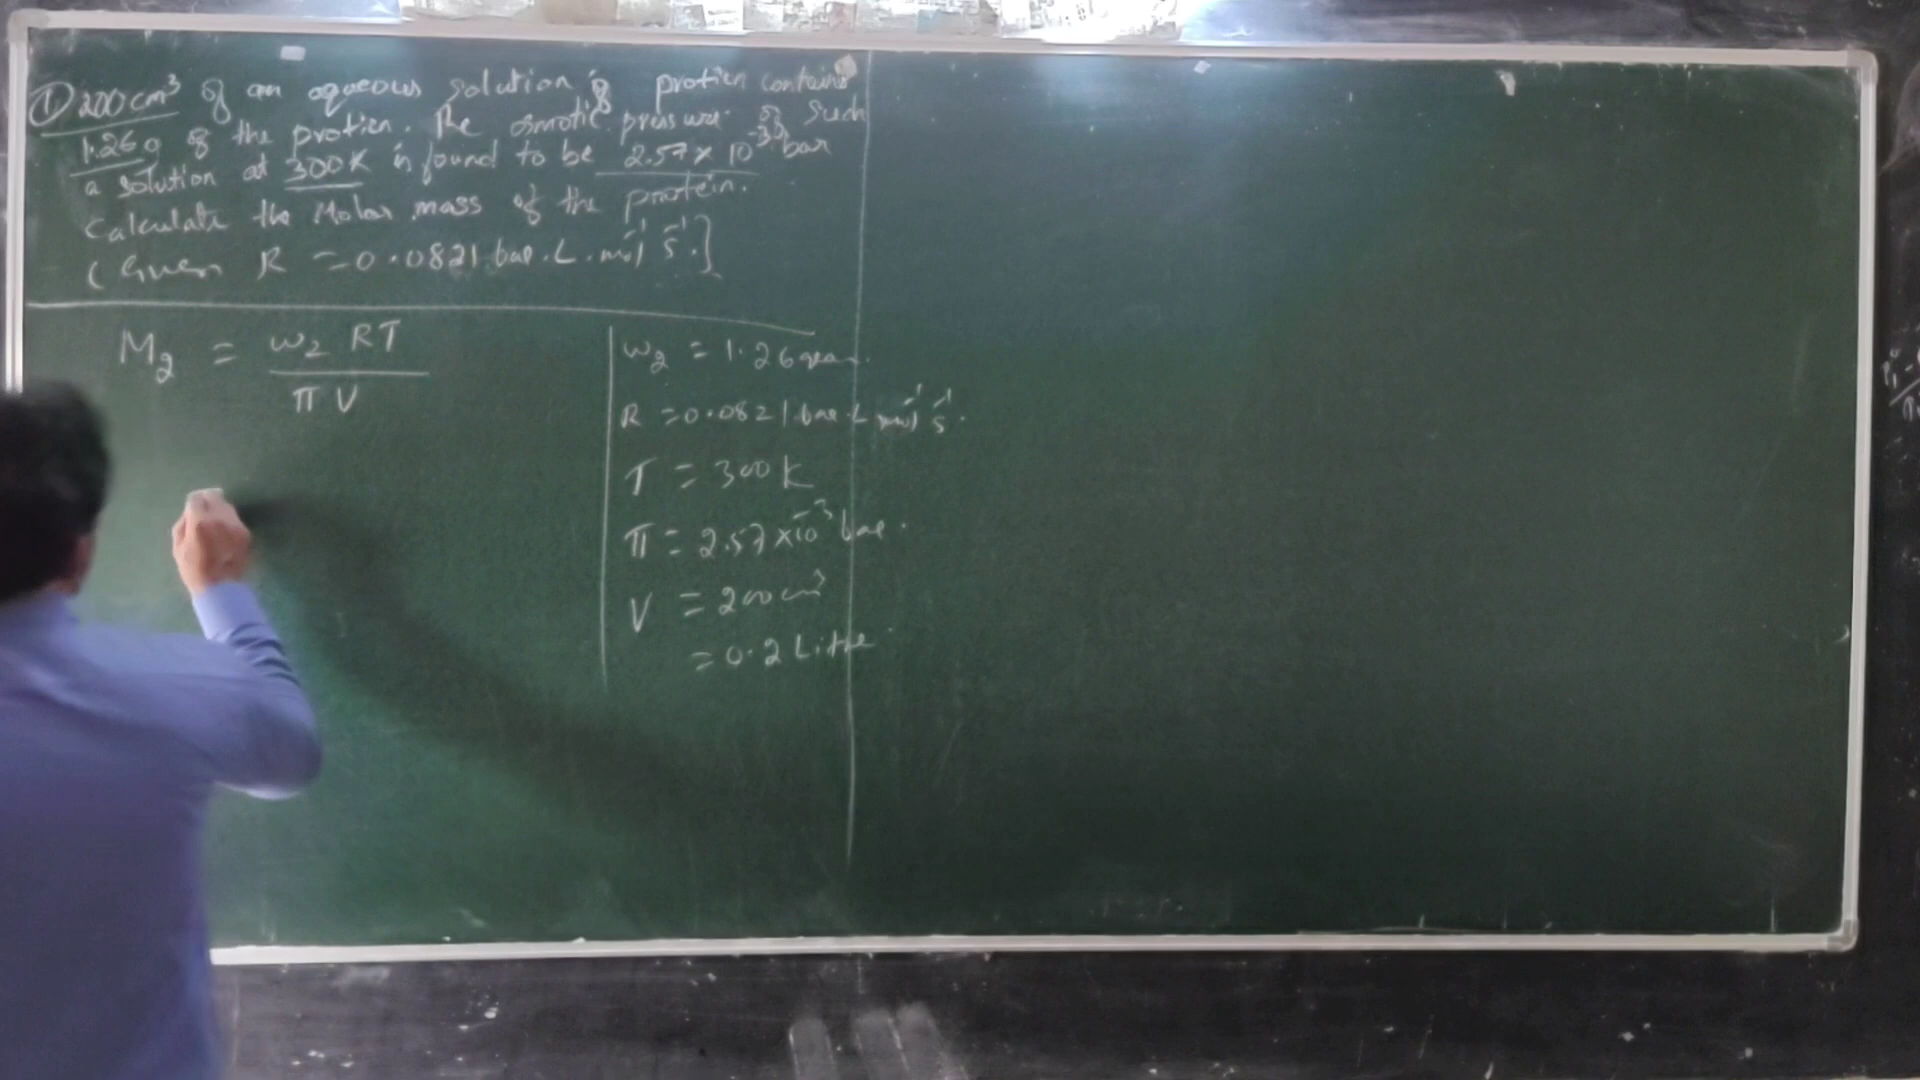 ① 200 cm³ of an aqueous solution of protien contains
1.26 g of the protien. The osmotic pressure of such
a solution at 300K is found to be 2.57 × 10⁻³ bar
Calculate the Molar mass of the protein.
(Given R = 0.0821 bar. L. mol⁻¹ s⁻¹.]
M₂ = w₂ RT / π V
w₂ = 1.26 gram.
R = 0.0821 bar. L mol⁻¹ s⁻¹.
T = 300 K
π = 2.57 × 10⁻³ bar.
V = 200 cm³
= 0.2 Litre.